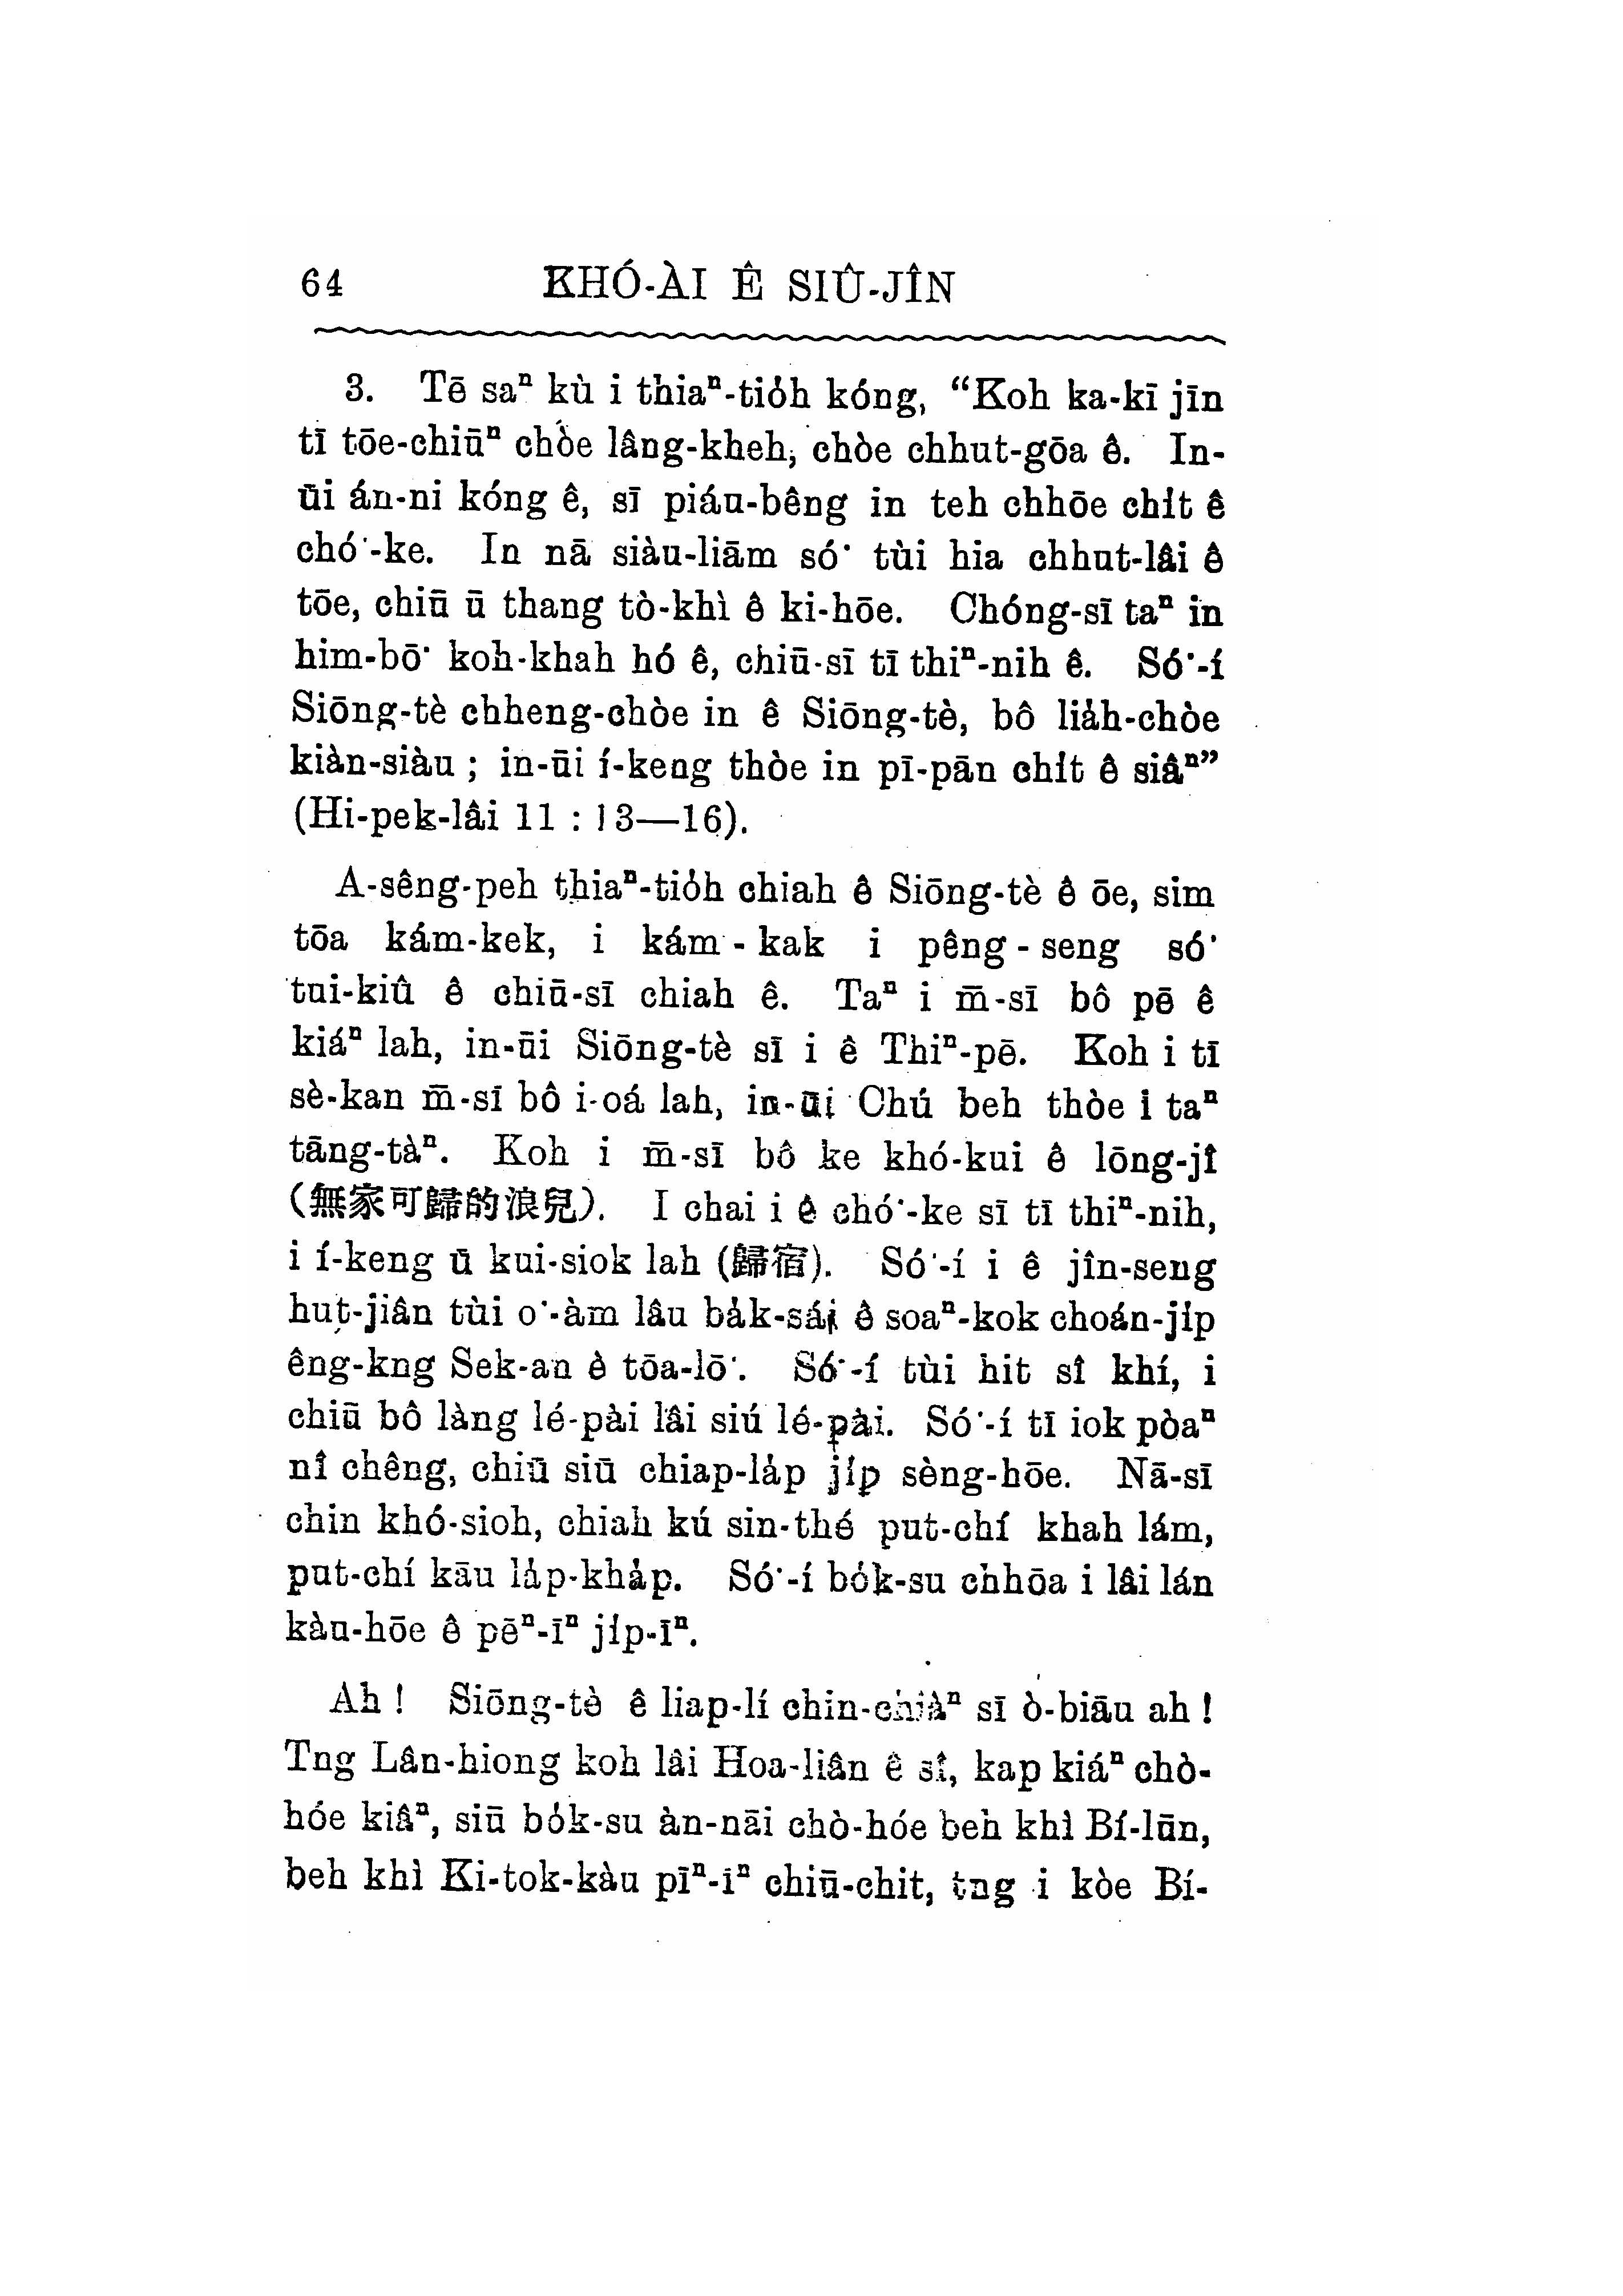 64 KHÓ-ÀI Ê SIÛ-JÎN
3. Tē saⁿ kù i thiaⁿ-tio̍h kóng, “Koh ka-kī jīn
tī tōe-chiūⁿ chòe lâng-kheh, chòe chhut-gōa ê. In-
ūi án-ni kóng ê, sī piáu-bêng in teh chhōe chi̍t ê
chó͘-ke. In nā siàu-liām só͘ tùi hia chhut-lâi ê
tōe, chiū ū thang tò-khì ê ki-hōe. Chóng-sī taⁿ in
him-bō͘ koh-khah hó ê, chiū-sī tī thiⁿ-nih ê. Só͘-í
Siōng-tè chheng-chòe in ê Siōng-tè, bô lia̍h-chòe
kiàn-siàu ; in-ūi í-keng thòe in pī-pān chi̍t ê siâⁿ”
(Hi-pek-lâi 11 : 13—16).
A-sêng-peh thiaⁿ-tio̍h chiah ê Siōng-tè ê ōe, sim
tōa kám-kek, i kám - kak i pêng - seng só͘
tui-kiû ê chiū-sī chiah ê. Taⁿ i m̄-sī bô pē ê
kiáⁿ lah, in-ūi Siōng-tè sī i ê Thiⁿ-pē. Koh i tī
sè-kan m̄-sī bô i-oá lah, in-ūi Chú beh thòe i taⁿ
tāng-tàⁿ. Koh i m̄-sī bô ke khó-kui ê lōng-jî
(無家可歸的浪兒). I chai i ê chó͘-ke sī tī thiⁿ-nih,
i í-keng ū kui-siok lah (歸宿). Só͘-í i ê jîn-seng
hut-jiân tùi o͘-àm lâu ba̍k-sái ê soaⁿ-kok choán-ji̍p
êng-kng Sek-an ê tōa-lō͘. Só͘-í tùi hit sî khí, i
chiū bô làng lé-pài lâi siú lé-pài. Só͘-í tī iok pòaⁿ
nî chêng, chiū siū chiap-la̍p ji̍p sèng-hōe. Nā-sī
chin khó-sioh, chiah kú sin-thé put-chí khah lám,
put-chí kāu la̍p-kha̍p. Só͘-í bo̍k-su chhōa i lâi lán
kàu-hōe ê pēⁿ-īⁿ ji̍p-īⁿ.
Ah ! Siōng-tè ê liap-lí chin-chiàⁿ sī ò-biāu ah !
Tng Lân-hiong koh lâi Hoa-liân ê sî, kap kiáⁿ chò-
hóe kiâⁿ, siū bo̍k-su àn-nāi chò-hóe beh khì Bí-lūn,
beh khì Ki-tok-kàu pīⁿ-īⁿ chiū-chit, tng i kòe Bí-